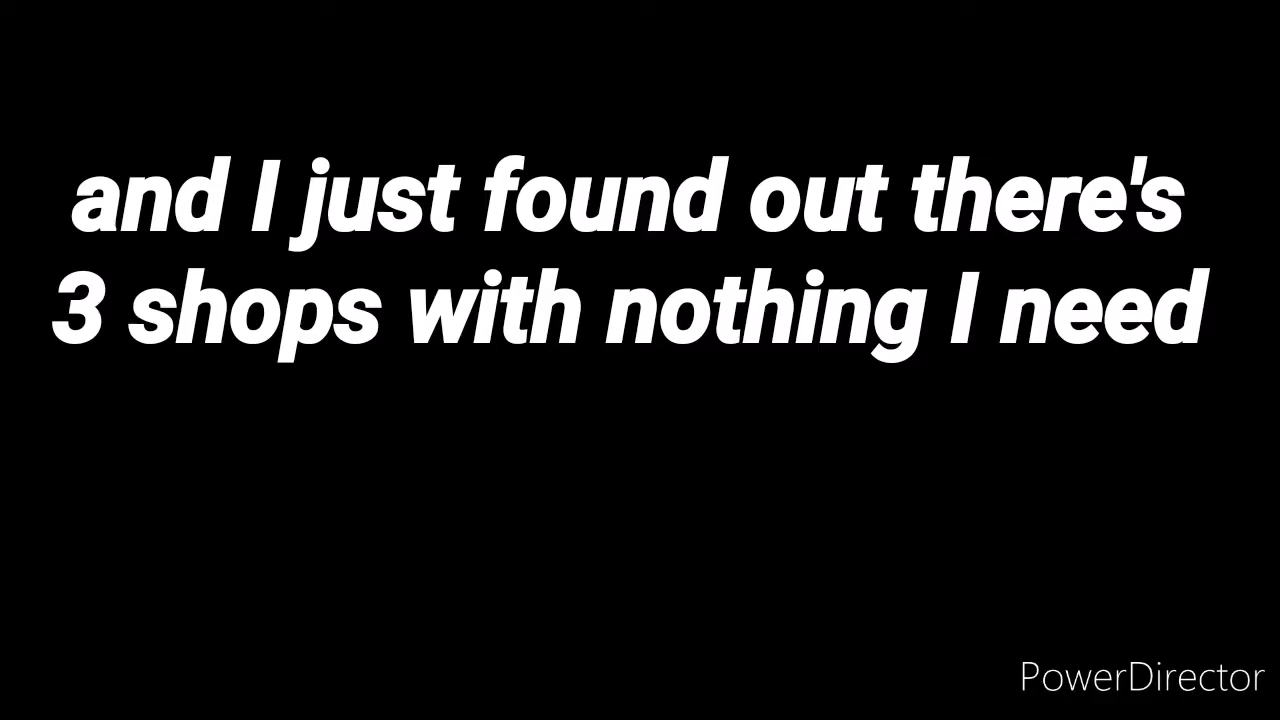 and I just found out there's
3 shops with nothing I need
PowerDirector